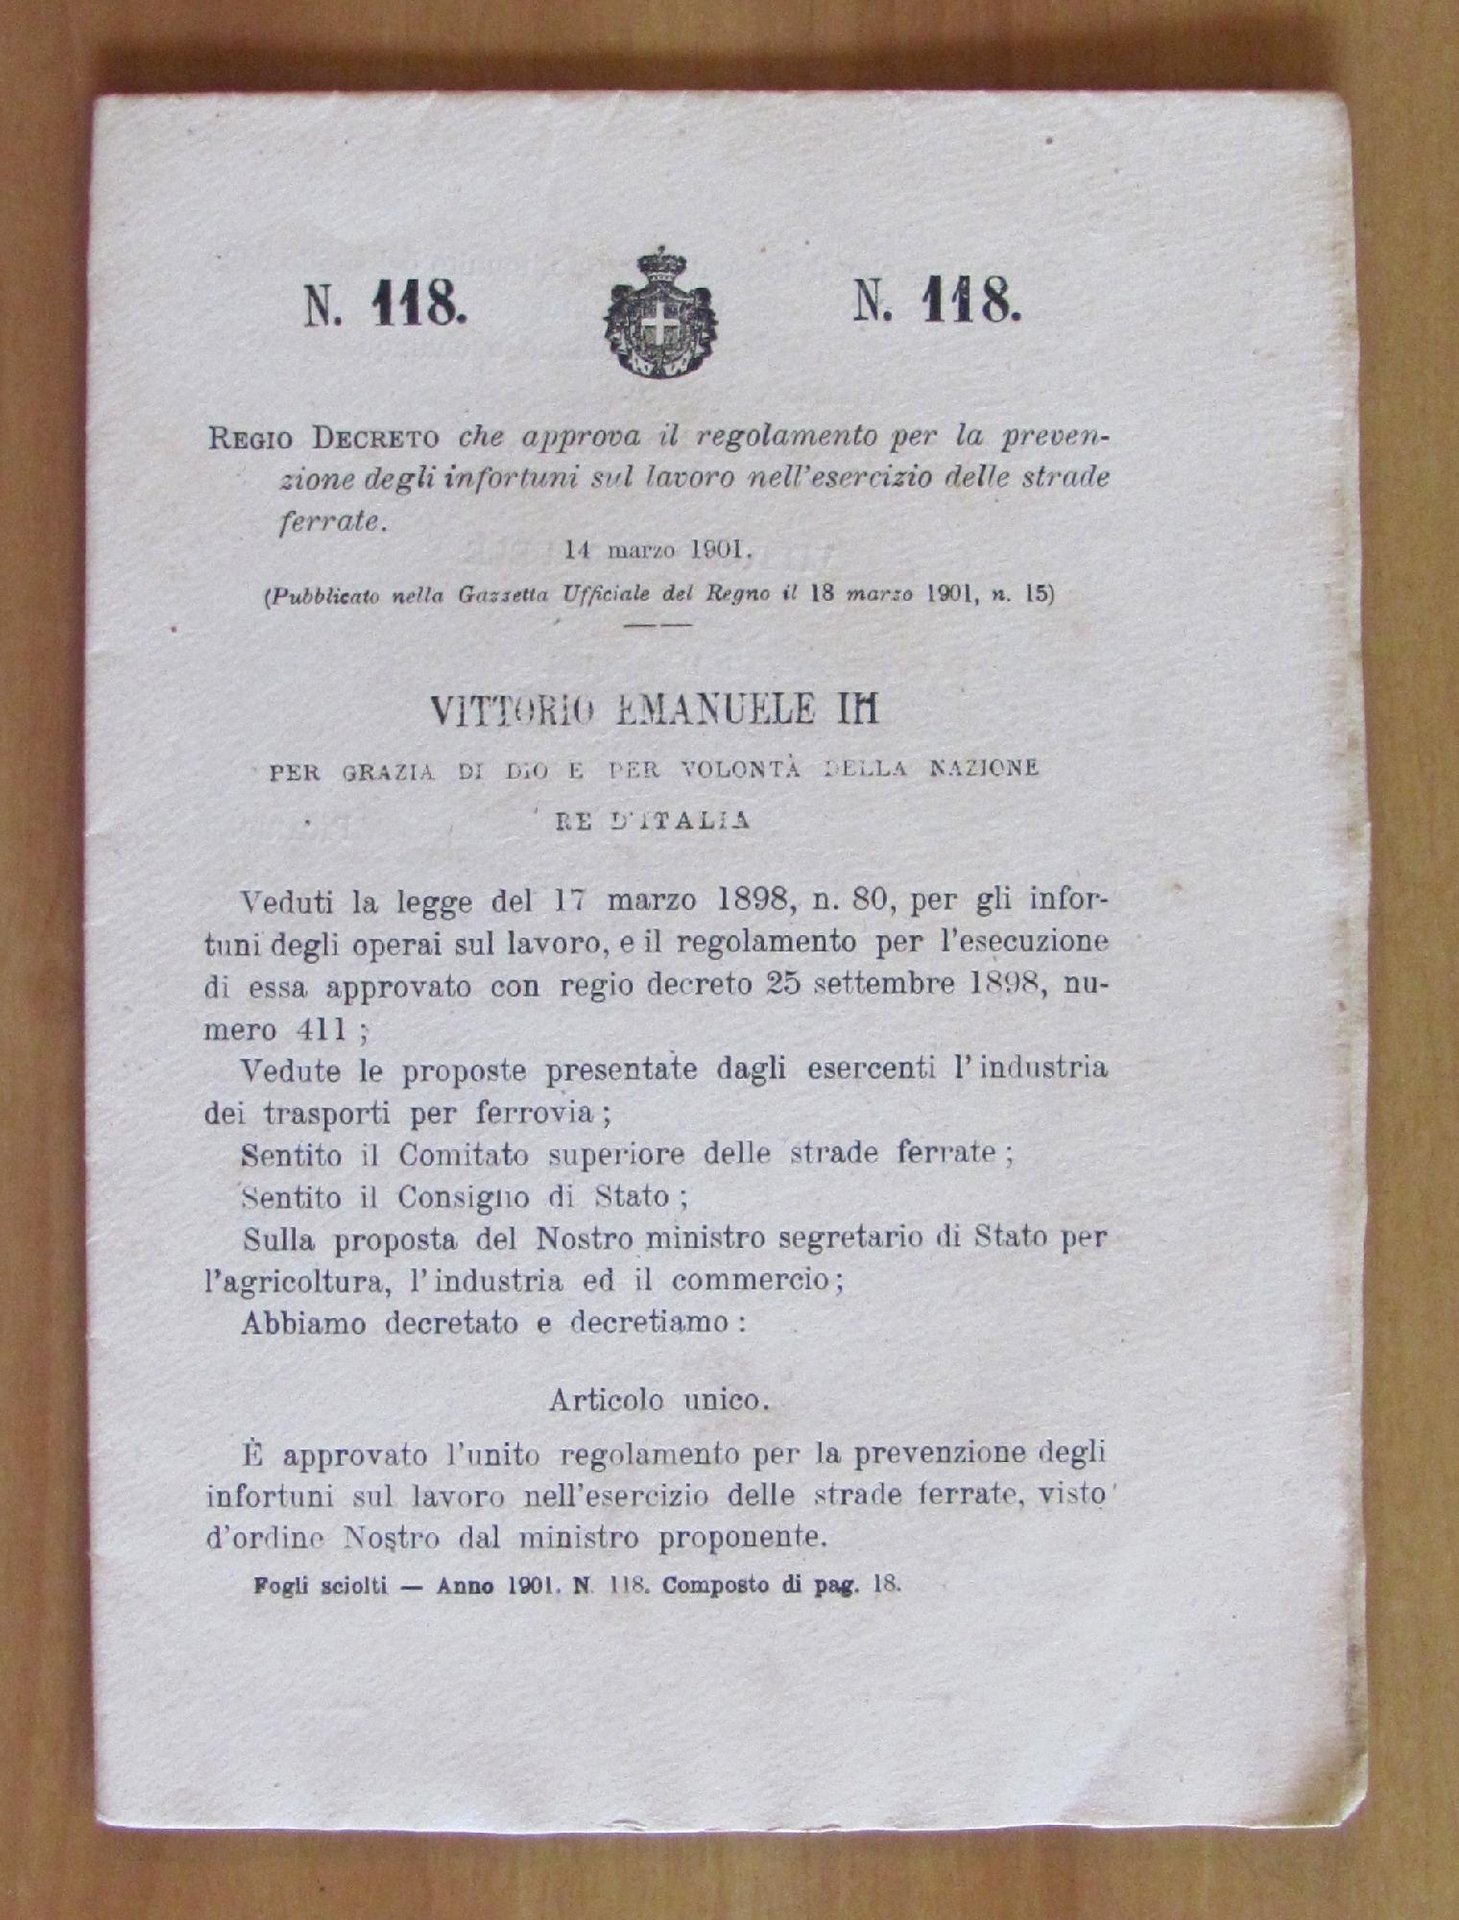 N. 118. N. 118.
REGIO DECRETO che approva il regolamento per la preven-
zione degli infortuni sul lavoro nell'esercizio delle strade
ferrate.
14 marzo 1901.
(Pubblicato nella Gazzetta Ufficiale del Regno il 18 marzo 1901, n. 15)
VITTORIO EMANUELE III
PER GRAZIA DI DIO E PER VOLONTÀ DELLA NAZIONE
RE D'ITALIA
Veduti la legge del 17 marzo 1898, n. 80, per gli infor-
tuni degli operai sul lavoro, e il regolamento per l'esecuzione
di essa approvato con regio decreto 25 settembre 1898, nu-
mero 411 ;
Vedute le proposte presentate dagli esercenti l'industria
dei trasporti per ferrovia ;
Sentito il Comitato superiore delle strade ferrate ;
Sentito il Consiglio di Stato ;
Sulla proposta del Nostro ministro segretario di Stato per
l'agricoltura, l'industria ed il commercio ;
Abbiamo decretato e decretiamo :
Articolo unico.
È approvato l'unito regolamento per la prevenzione degli
infortuni sul lavoro nell'esercizio delle strade ferrate, visto
d'ordine Nostro dal ministro proponente.
Fogli sciolti — Anno 1901. N. 118. Composto di pag. 18.